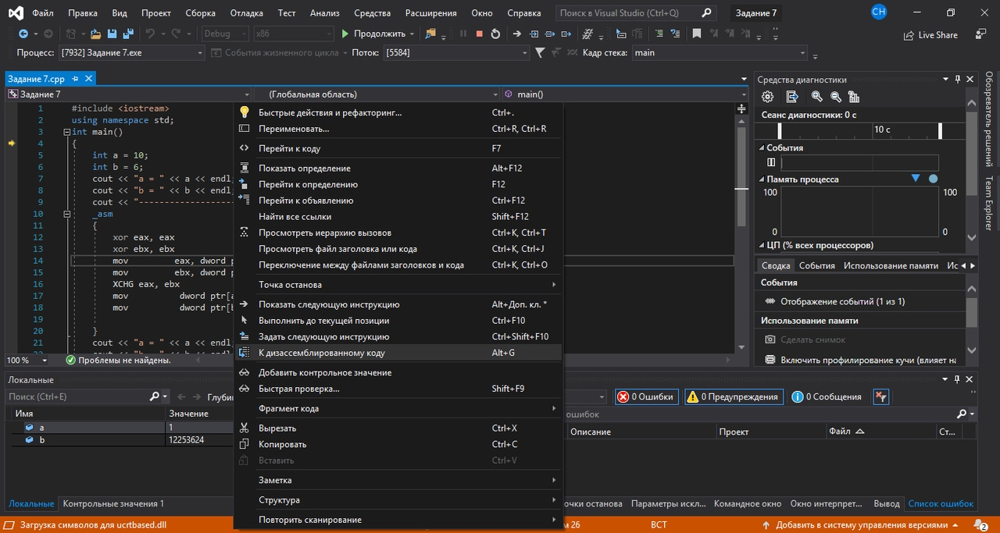 Файл Правка Вид Проект Сборка Отладка Тест Анализ Средства Расширения Окно Справка Поиск в Visual Studio (Ctrl+Q) Задание 7 CH
Debug x86 Продолжить Live Share
Процесс: [7932] Задание 7.exe События жизненного цикла Поток: [5584] Кадр стека: main
Задание 7.cpp
Задание 7 (Глобальная область) main()
1 #include <iostream>
2 using namespace std;
3 int main()
4 {
5 int a = 10;
6 int b = 6;
7 cout << "a = " << a << endl;
8 cout << "b = " << b << endl;
9 cout << "-------------------
10 _asm
11 {
12 xor eax, eax
13 xor ebx, ebx
14 mov eax, dword p
15 mov ebx, dword p
16 XCHG eax, ebx
17 mov dword ptr[a
18 mov dword ptr[b
19
20 }
21 cout << "a = " << a << endl;
100 % Проблемы не найдены.
Быстрые действия и рефакторинг... Ctrl+.
Переименовать... Ctrl+R, Ctrl+R
Перейти к коду F7
Показать определение Alt+F12
Перейти к определению F12
Перейти к объявлению Ctrl+F12
Найти все ссылки Shift+F12
Просмотреть иерархию вызовов Ctrl+K, Ctrl+T
Просмотреть файл заголовка или кода Ctrl+K, Ctrl+J
Переключение между файлами заголовков и кода Ctrl+K, Ctrl+O
Точка останова
Показать следующую инструкцию Alt+Доп. кл. *
Выполнить до текущей позиции Ctrl+F10
Задать следующую инструкцию Ctrl+Shift+F10
К дизассемблированному коду Alt+G
Добавить контрольное значение
Быстрая проверка... Shift+F9
Фрагмент кода
Вырезать Ctrl+X
Копировать Ctrl+C
Вставить Ctrl+V
Заметка
Структура
Повторить сканирование
Средства диагностики
Сеанс диагностики: 0 с
10 с
События
Память процесса
100 100
0 0
ЦП (% всех процессоров)
Сводка События Использование памяти Ис
События
Отображение событий (1 из 1)
Использование памяти
Сделать снимок
Включить профилирование кучи (влияет на
Обозреватель решений
Team Explorer
Локальные
Поиск (Ctrl+E) Глуби
Имя Значение
a 1
b 12253624
Локальные Контрольные значения 1
0 Ошибки 0 Предупреждения 0 Сообщения
ошибок
Описание Проект Файл Ст...
очки останова Параметры искл... Командное окно Окно интерпрет... Вывод Список ошибок
Загрузка символов для ucrtbased.dll 26 ВСТ Добавить в систему управления версиями 2